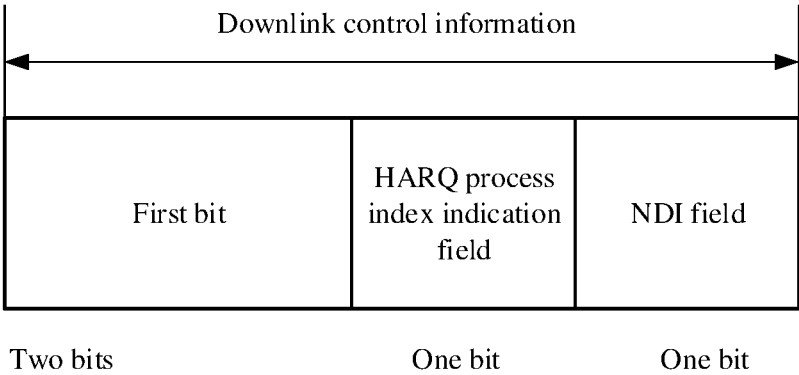 Downlink control information
First bit
HARQ process
index indication
field
NDI field
Two bits
One bit
One bit